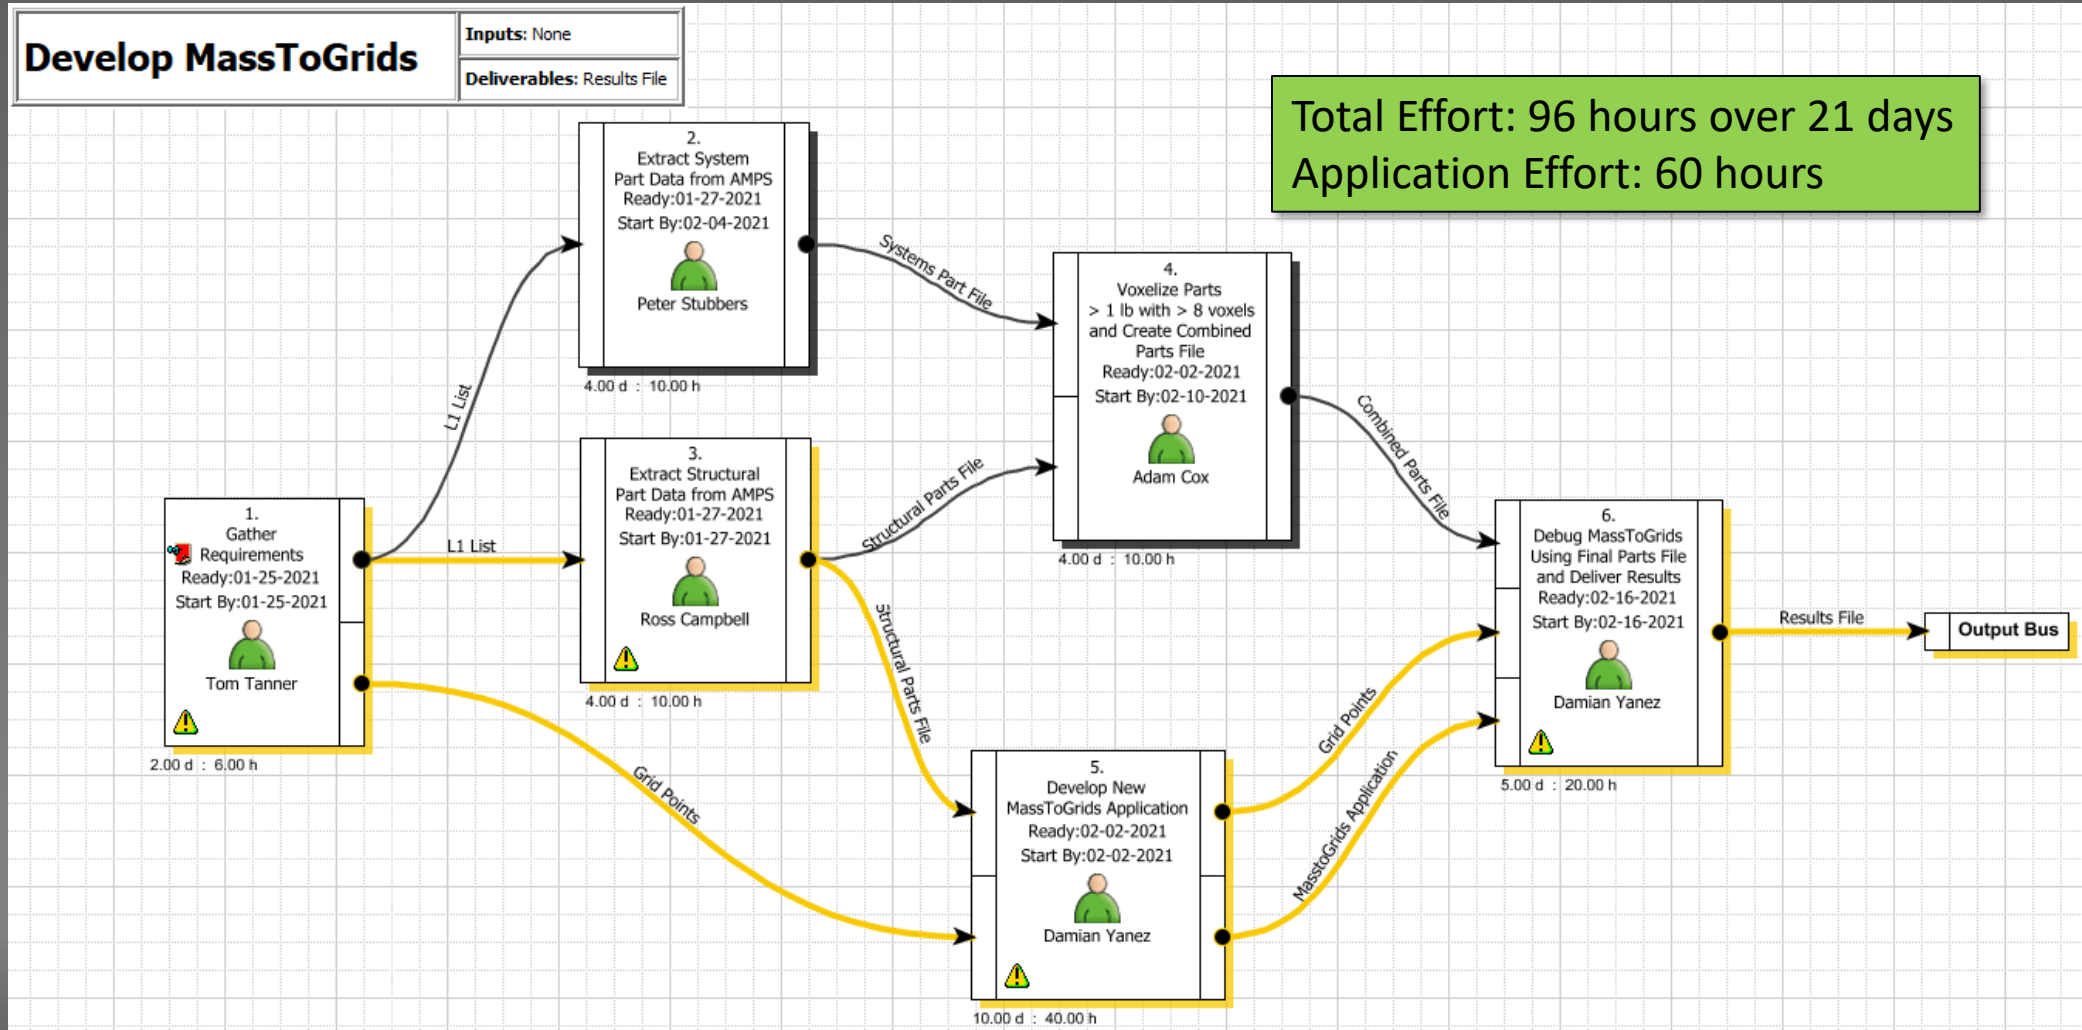 Develop MassToGrids
Inputs: None
Deliverables: Results File
Total Effort: 96 hours over 21 days
Application Effort: 60 hours
1.
Gather
Requirements
Ready:01-25-2021
Start By:01-25-2021
Tom Tanner
2.00 d : 6.00 h
L1 List
L1 List
Grid Points
2.
Extract System
Part Data from AMPS
Ready:01-27-2021
Start By:02-04-2021
Peter Stubbers
4.00 d : 10.00 h
Systems Part File
3.
Extract Structural
Part Data from AMPS
Ready:01-27-2021
Start By:01-27-2021
Ross Campbell
4.00 d : 10.00 h
Structural Parts File
Structural Parts File
4.
Voxelize Parts
> 1 lb with > 8 voxels
and Create Combined
Parts File
Ready:02-02-2021
Start By:02-10-2021
Adam Cox
4.00 d : 10.00 h
Combined Parts File
5.
Develop New
MassToGrids Application
Ready:02-02-2021
Start By:02-02-2021
Damian Yanez
10.00 d : 40.00 h
Grid Points
MasstoGrids Application
6.
Debug MassToGrids
Using Final Parts File
and Deliver Results
Ready:02-16-2021
Start By:02-16-2021
Damian Yanez
5.00 d : 20.00 h
Results File
Output Bus